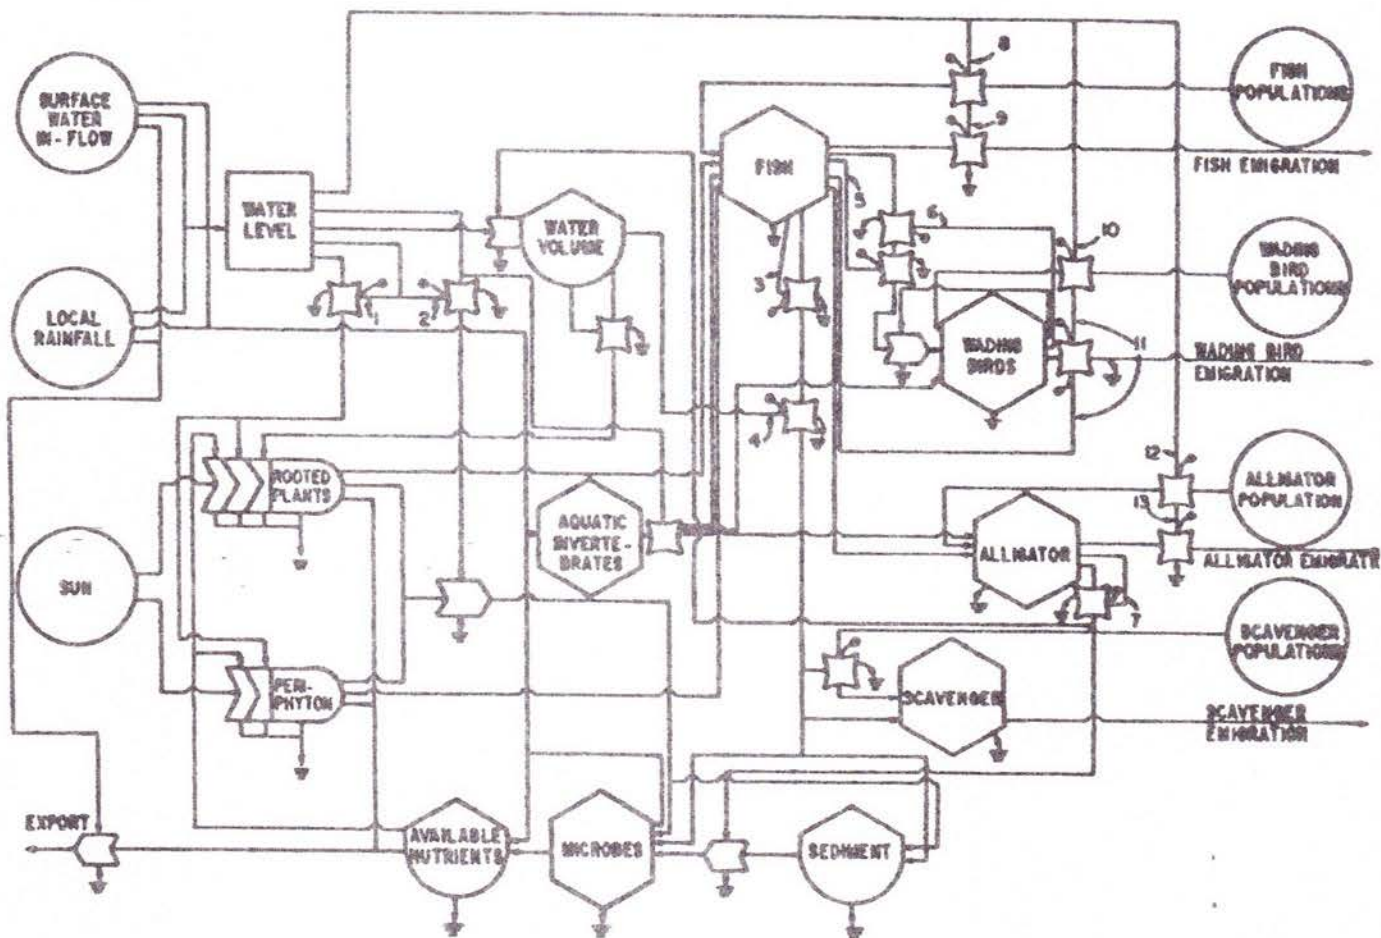 SURFACE
WATER
IN-FLOW
LOCAL
RAINFALL
SUN
EXPORT
WATER
LEVEL
1
2
WATER
VOLUME
ROOTED
PLANTS
PERI-
PHYTON
AVAILABLE
NUTRIENTS
MICROBES
SEDIMENT
AQUATIC
INVERTE-
BRATES
FISH
3
4
5
6
WADING
BIRDS
ALLIGATOR
7
SCAVENGER
8
9
10
11
12
13
FISH
POPULATIONS
FISH EMIGRATION
WADING
BIRD
POPULATIONS
WADING BIRD
EMIGRATION
ALLIGATOR
POPULATION
ALLIGATOR EMIGRATI
SCAVENGER
POPULATIONS
SCAVENGER
EMIGRATION